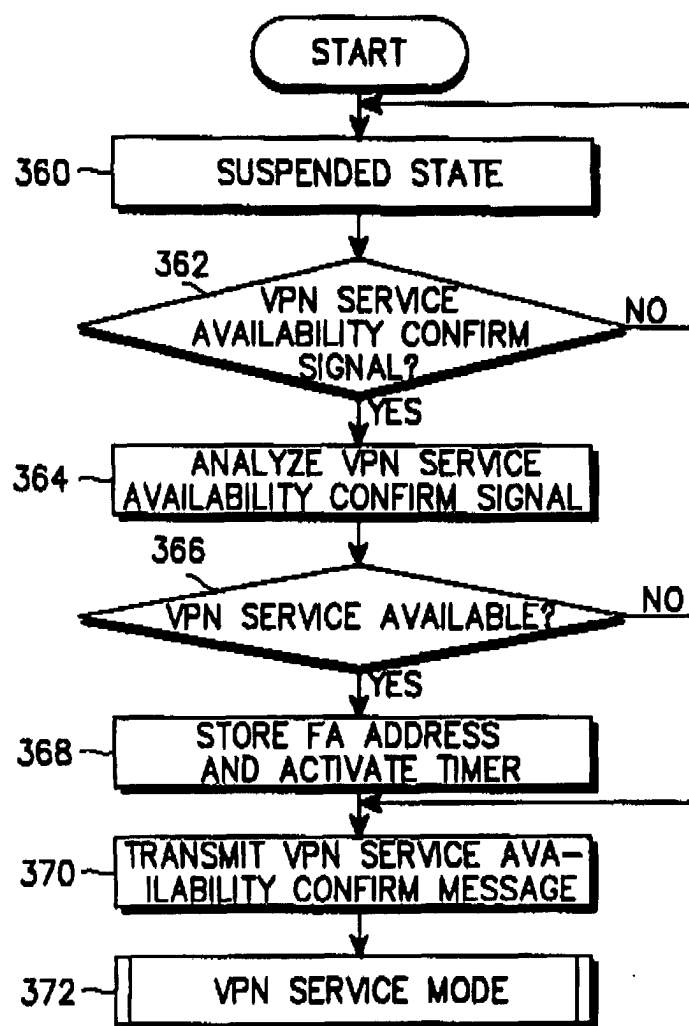 START
360
SUSPENDED STATE
362
VPN SERVICE
AVAILABILITY CONFIRM
SIGNAL?
NO
YES
364
ANALYZE VPN SERVICE
AVAILABILITY CONFIRM SIGNAL
366
VPN SERVICE AVAILABLE?
NO
YES
368
STORE FA ADDRESS
AND ACTIVATE TIMER
370
TRANSMIT VPN SERVICE AVA-
ILABILITY CONFIRM MESSAGE
372
VPN SERVICE MODE